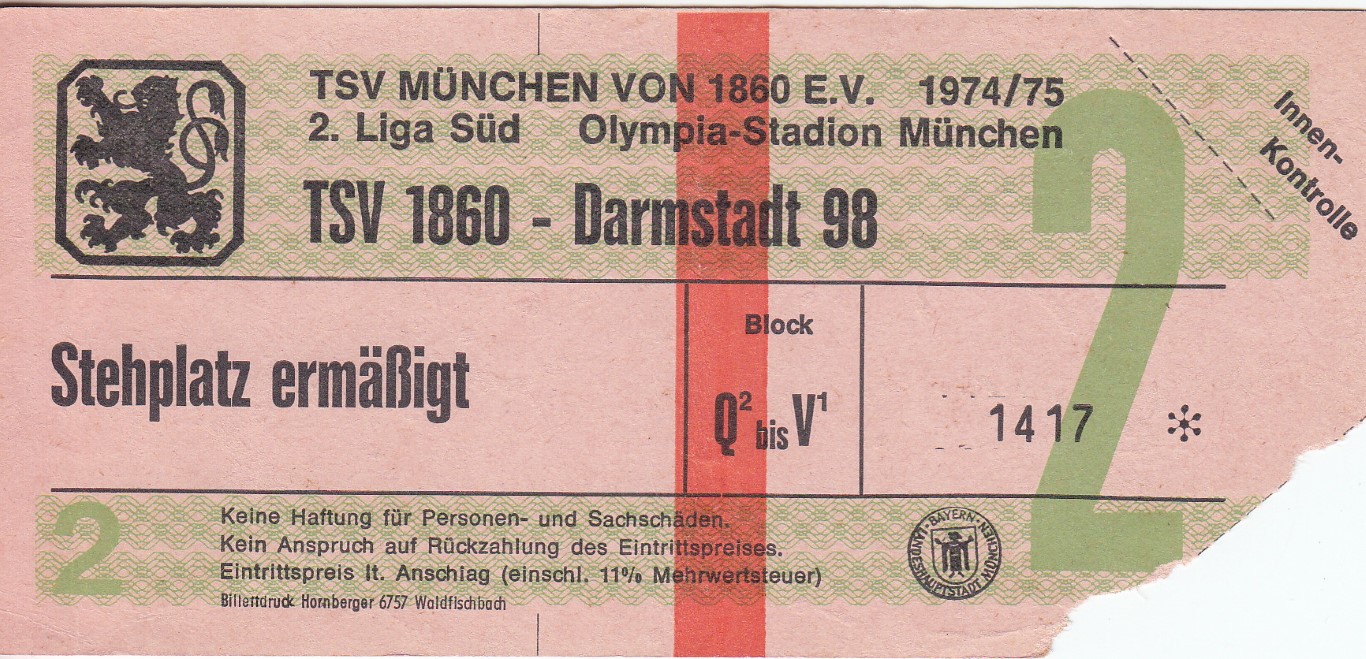 TSV MÜNCHEN VON 1860 E.V. 1974/75
2. Liga Süd Olympia-Stadion München
TSV 1860 - Darmstadt 98
Innen-
Kontrolle
2
Stehplatz ermäßigt
Block
Q² bis V¹
1417 *
2
Keine Haftung für Personen- und Sachschäden.
Kein Anspruch auf Rückzahlung des Eintrittspreises.
Eintrittspreis lt. Anschlag (einschl. 11% Mehrwertsteuer)
Billettdruck Hornberger 6757 Waldfischbach
BAYERN · MÜNCHEN
LANDESHAUPTSTADT